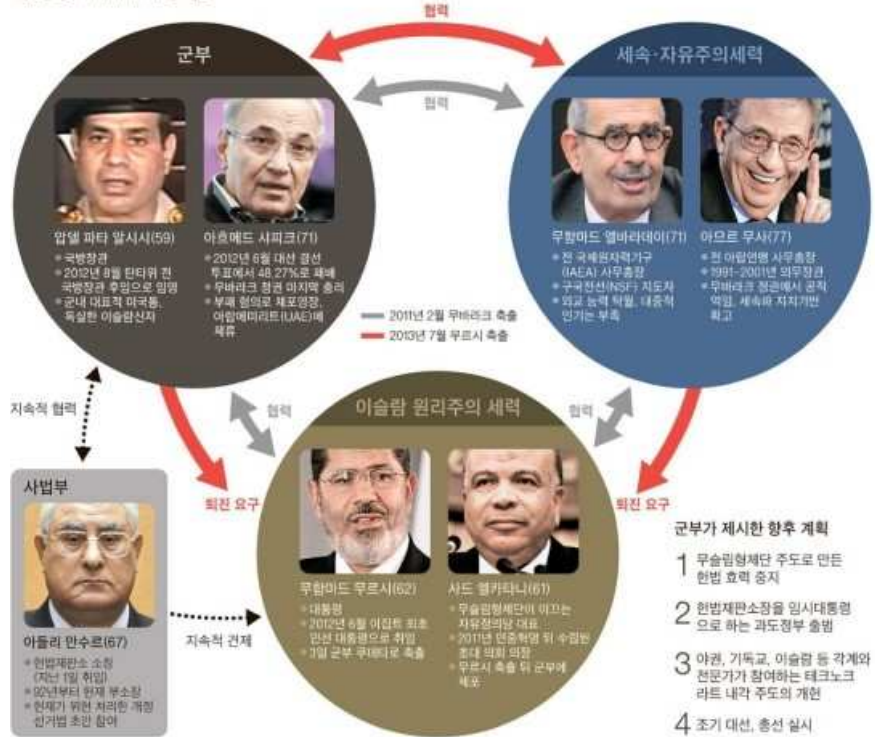 협력
군부
세속·자유주의세력
협력
압델 파타 알시시(59)
국방장관
2012년 8월 탄타위 전
국방장관 후임으로 임명
군내 대표적 미국통,
독실한 이슬람신자
아흐메드 샤피크(71)
2012년 6월 대선 결선
투표에서 48.27%로 패배
무바라크 정권 마지막 총리
부패 혐의로 체포영장,
아랍에미리트(UAE)에
체류
무함마드 엘바라데이(71)
전 국제원자력기구
(IAEA) 사무총장
구국전선(NSF) 지도자
외교 능력 탁월, 대중적
인기는 부족
아므르 무사(77)
전 아랍연맹 사무총장
1991-2001년 외무장관
무바라크 정권에서 공직
역임, 세속파 지지기반
확고
2011년 2월 무바라크 축출
2013년 7월 무르시 축출
지속적 협력
협력
이슬람 원리주의 세력
협력
퇴진 요구
퇴진 요구
사법부
아들리 만수르(67)
헌법재판소 소장
(지난 1일 취임)
92년부터 헌재 부소장
헌재가 위헌 처리한 개정
선거법 초안 참여
지속적 견제
무함마드 무르시(62)
대통령
2012년 6월 이집트 최초
민선 대통령으로 취임
3일 군부 쿠데타로 축출
사드 엘카타니(61)
무슬림형제단이 이끄는
자유정의당 대표
2011년 민중혁명 뒤 수립된
초대 의회 의장
무르시 축출 뒤 군부에
체포
군부가 제시한 향후 계획
1 무슬림형제단 주도로 만든
헌법 효력 중지
2 헌법재판소장을 임시대통령
으로 하는 과도정부 출범
3 야권, 기독교, 이슬람 등 각계와
전문가가 참여하는 테크노크
라트 내각 주도의 개헌
4 조기 대선, 총선 실시